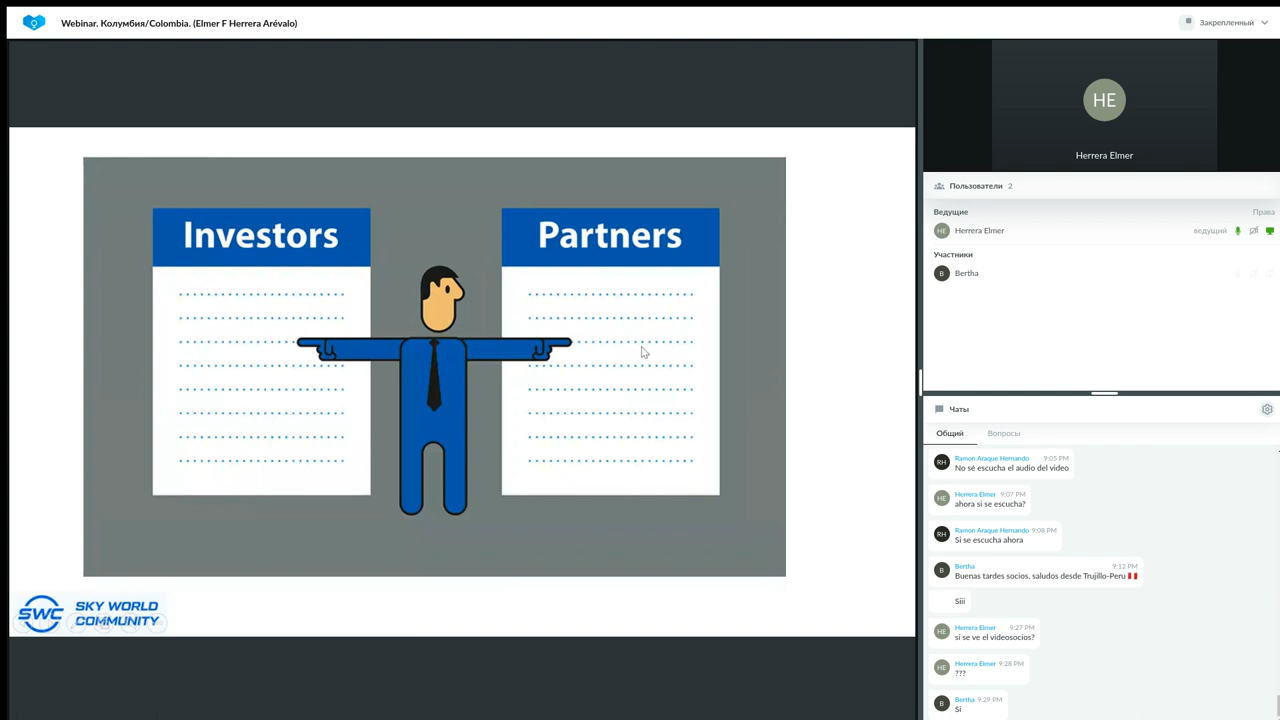 Webinar. Колумбия/Colombia. (Elmer F Herrera Arévalo)
Закрепленный
Investors
Partners
SWC
SKY WORLD
COMMUNITY
HE
Herrera Elmer
Пользователи 2
Ведущие
Права
HE
Herrera Elmer
ведущий
Участники
B
Bertha
Чаты
Общий
Вопросы
RH
Ramon Araque Hernando 9:05 PM
No sé escucha el audio del video
HE
Herrera Elmer 9:07 PM
ahora si se escucha?
RH
Ramon Araque Hernando 9:08 PM
Si se escucha ahora
B
Bertha 9:12 PM
Buenas tardes socios, saludos desde Trujillo-Peru 🇵🇪
Siii
HE
Herrera Elmer 9:27 PM
si se ve el videosocios?
HE
Herrera Elmer 9:28 PM
???
B
Bertha 9:29 PM
Si